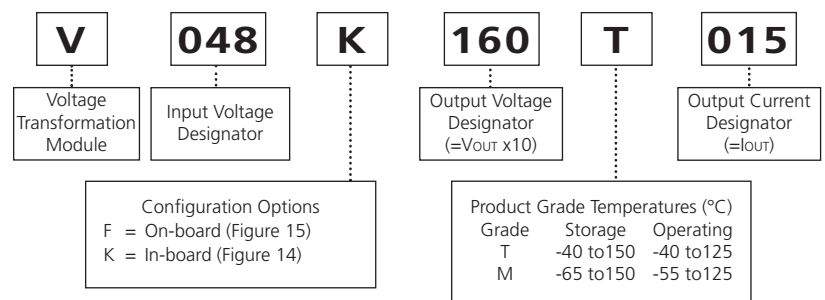 V 048 K 160 T 015
Voltage
Transformation
Module
Input Voltage
Designator
Output Voltage
Designator
(=VOUT x10)
Output Current
Designator
(=IOUT)
Configuration Options
F = On-board (Figure 15)
K = In-board (Figure 14)
Product Grade Temperatures (°C)
Grade Storage Operating
T -40 to150 -40 to125
M -65 to150 -55 to125